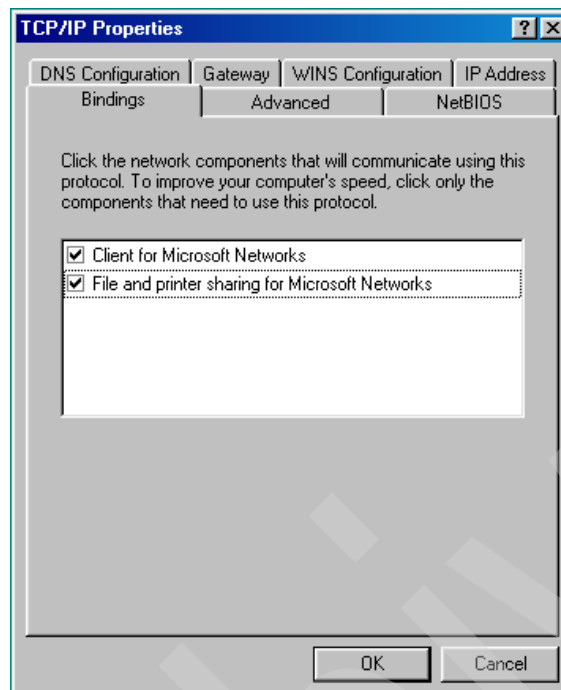 TCP/IP Properties
DNS Configuration Gateway WINS Configuration IP Address
Bindings Advanced NetBIOS
Click the network components that will communicate using this
protocol. To improve your computer's speed, click only the
components that need to use this protocol.
Client for Microsoft Networks
File and printer sharing for Microsoft Networks
OK Cancel